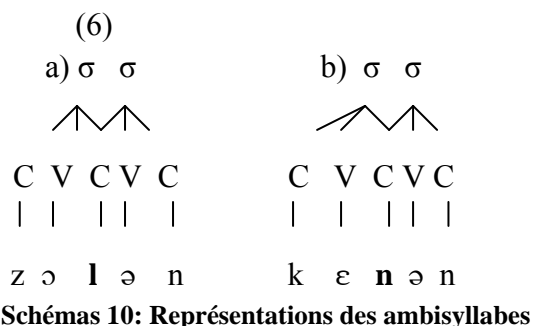 (6)
a) σ σ b) σ σ
C V C V C C V C V C
z ɔ l ə n k ɛ n ə n
Schémas 10: Représentations des ambisyllabes